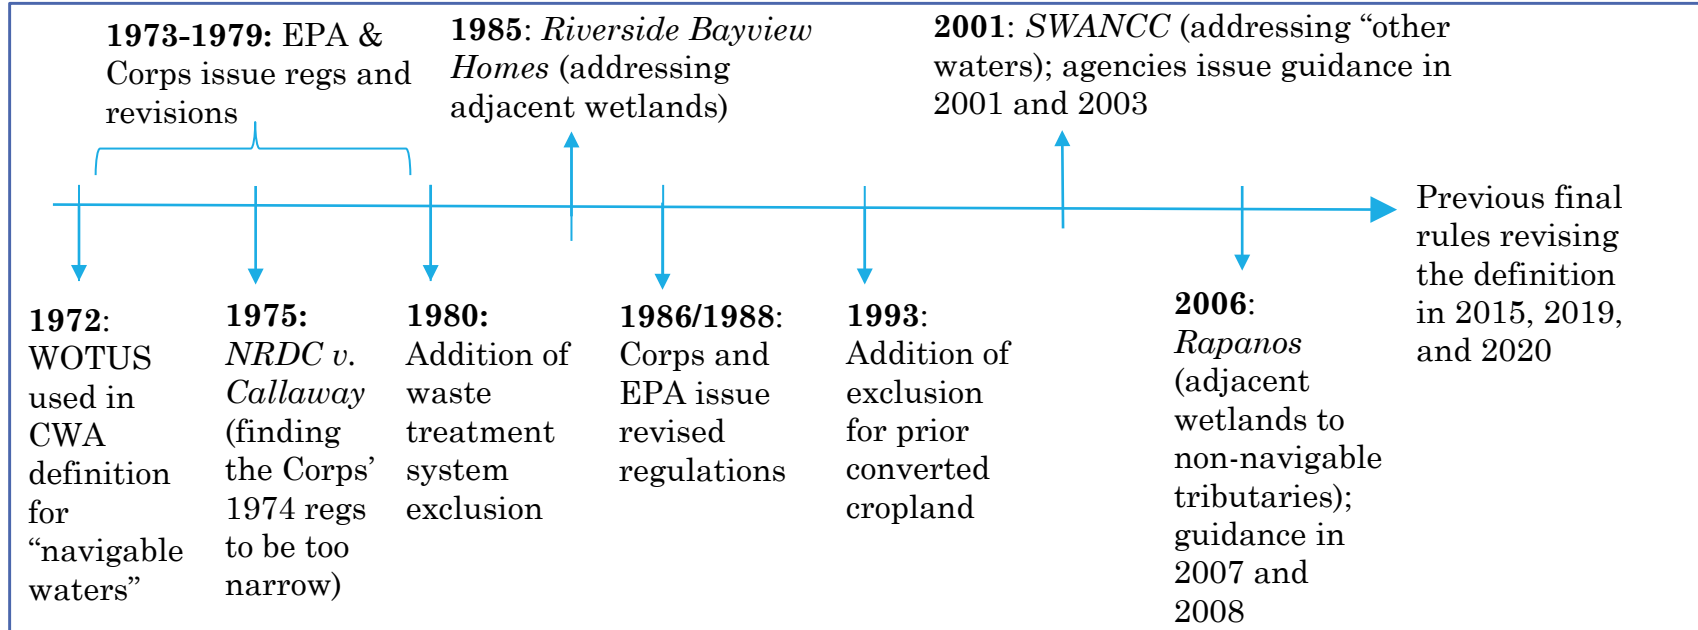 1973-1979: EPA &
Corps issue regs and
revisions
1985: Riverside Bayview
Homes (addressing
adjacent wetlands)
2001: SWANCC (addressing “other
waters); agencies issue guidance in
2001 and 2003
1972:
WOTUS
used in
CWA
definition
for
“navigable
waters”
1975:
NRDC v.
Callaway
(finding
the Corps’
1974 regs
to be too
narrow)
1980:
Addition of
waste
treatment
system
exclusion
1986/1988:
Corps and
EPA issue
revised
regulations
1993:
Addition of
exclusion
for prior
converted
cropland
2006:
Rapanos
(adjacent
wetlands to
non-navigable
tributaries);
guidance in
2007 and
2008
Previous final
rules revising
the definition
in 2015, 2019,
and 2020